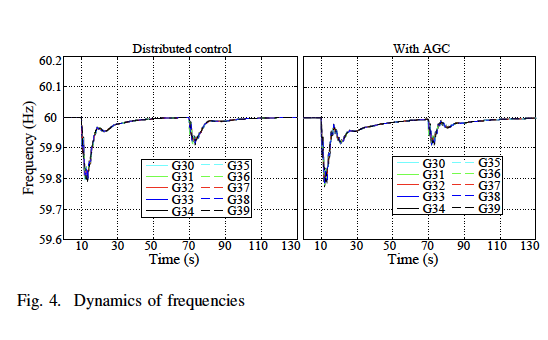 Distributed control With AGC
60.2
60.1
60
59.9
59.8
59.7
59.6
Frequency (Hz)
G30 G35
G31 G36
G32 G37
G33 G38
G34 G39
G30 G35
G31 G36
G32 G37
G33 G38
G34 G39
10 30 50 70 90 110 130
10 30 50 70 90 110 130
Time (s) Time (s)
Fig. 4. Dynamics of frequencies